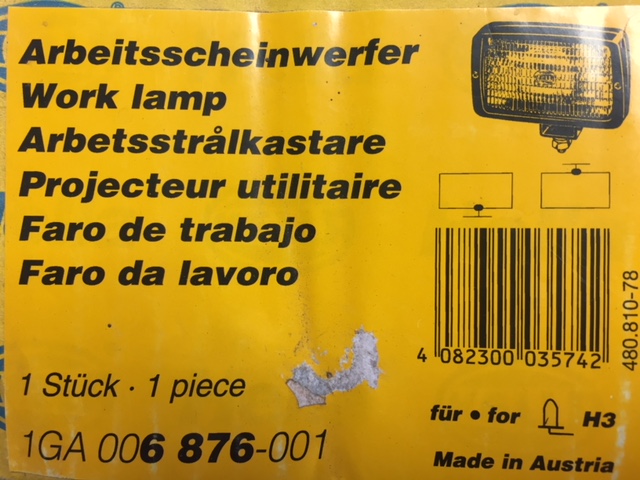 Arbeitsscheinwerfer
Work lamp
Arbetsstrålkastare
Projecteur utilitaire
Faro de trabajo
Faro da lavoro
1 Stück · 1 piece
1GA 006 876-001
4 082300 035742
480.810-78
für • for H3
Made in Austria